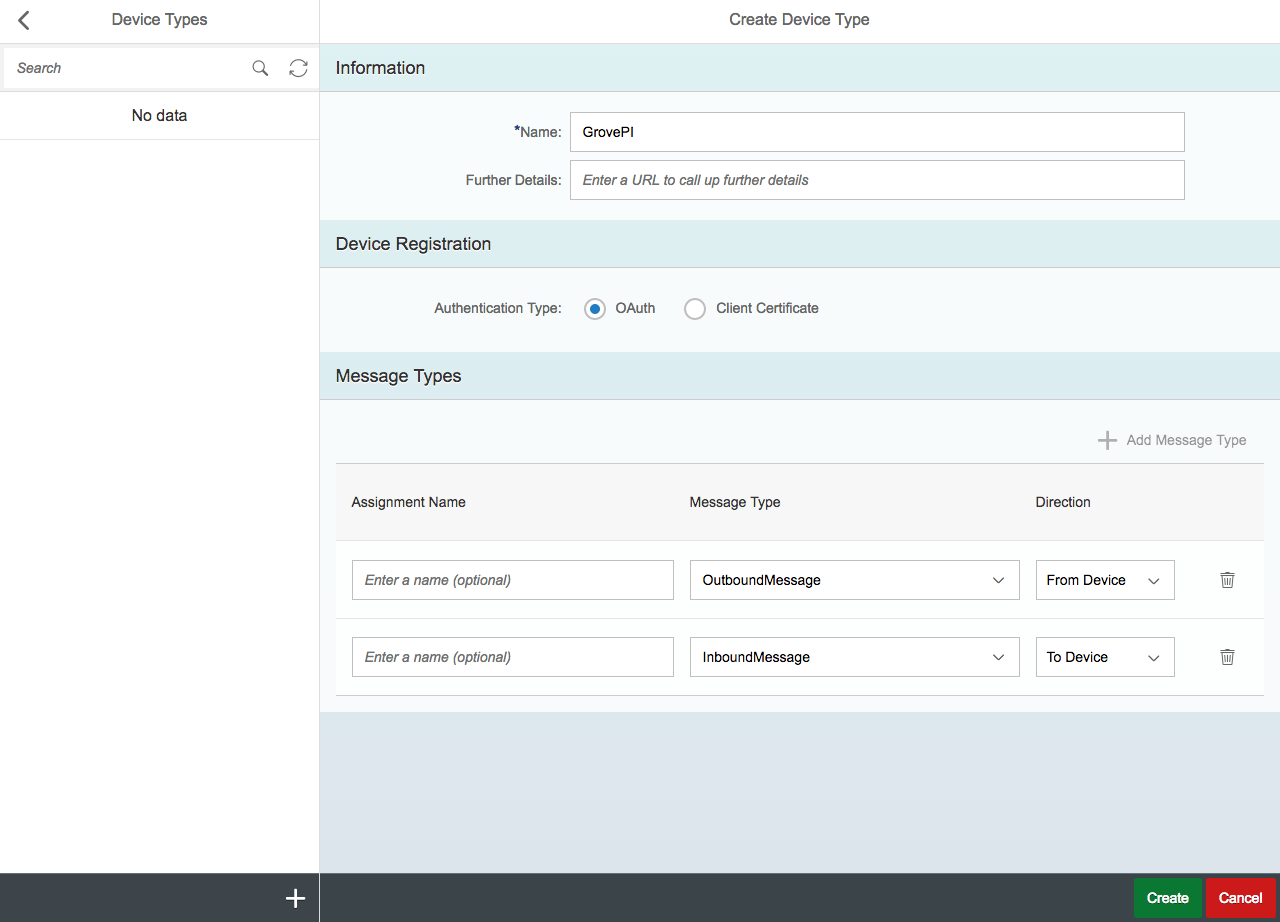 Device Types
Create Device Type
Search
No data
Information
*Name: GrovePI
Further Details: Enter a URL to call up further details
Device Registration
Authentication Type: OAuth Client Certificate
Message Types
Add Message Type
Assignment Name Message Type Direction
Enter a name (optional) OutboundMessage From Device
Enter a name (optional) InboundMessage To Device
Create Cancel